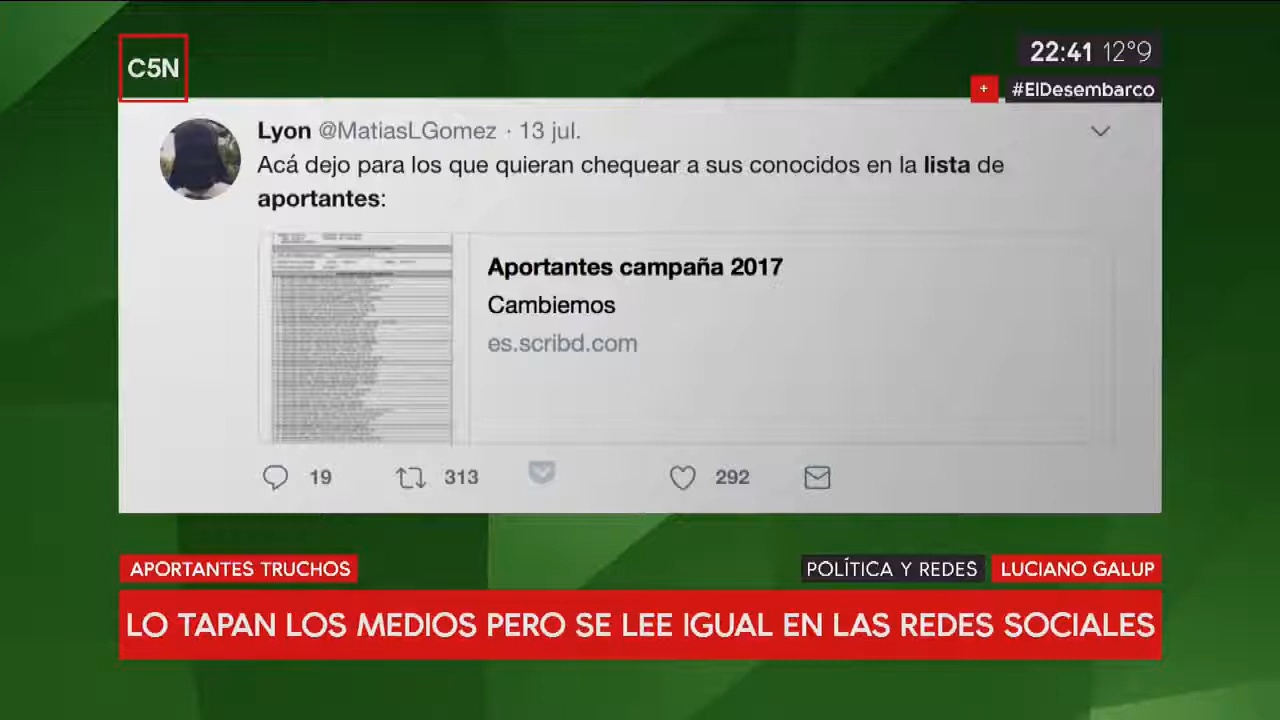 C5N
22:41 12°9
+ #ElDesembarco
Lyon @MatiasLGomez · 13 jul.
Acá dejo para los que quieran chequear a sus conocidos en la lista de
aportantes:
Aportantes campaña 2017
Cambiemos
es.scribd.com
19 313 292
APORTANTES TRUCHOS
POLÍTICA Y REDES LUCIANO GALUP
LO TAPAN LOS MEDIOS PERO SE LEE IGUAL EN LAS REDES SOCIALES